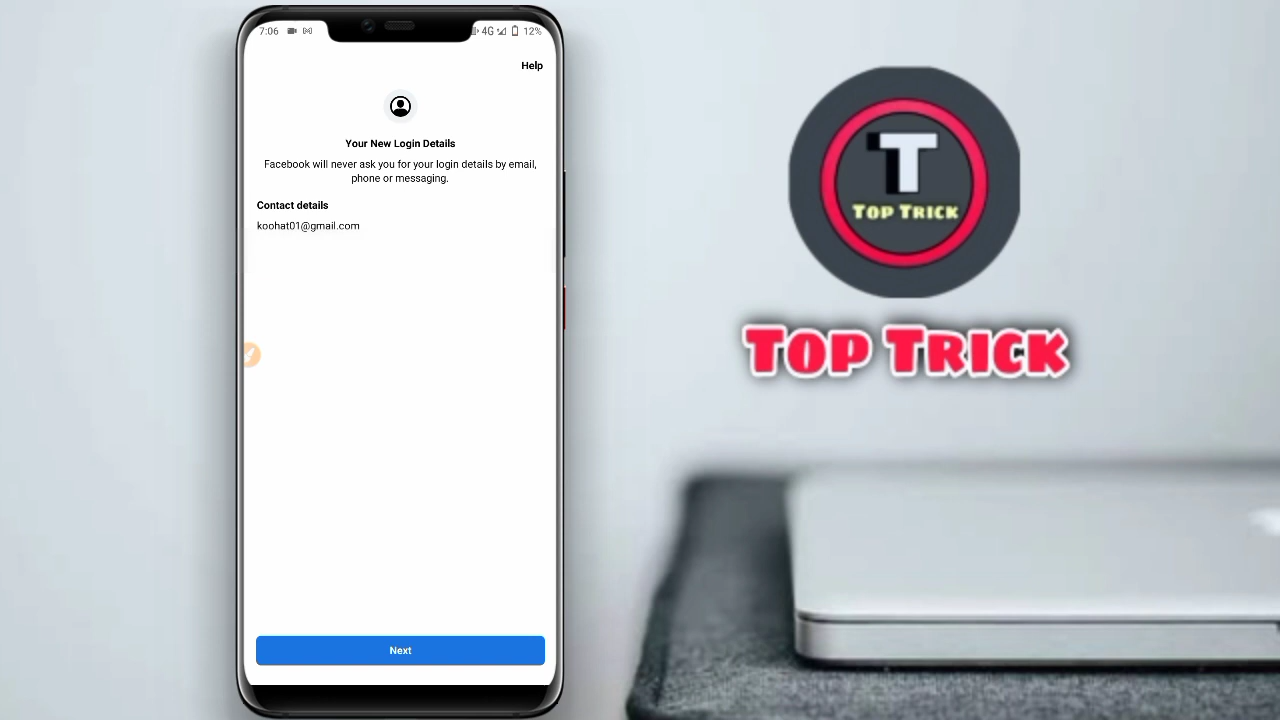 7:06
4G
12%
Help
Your New Login Details
Facebook will never ask you for your login details by email,
phone or messaging.
Contact details
koohat01@gmail.com
Next
T
TOP TRICK
TOP TRICK